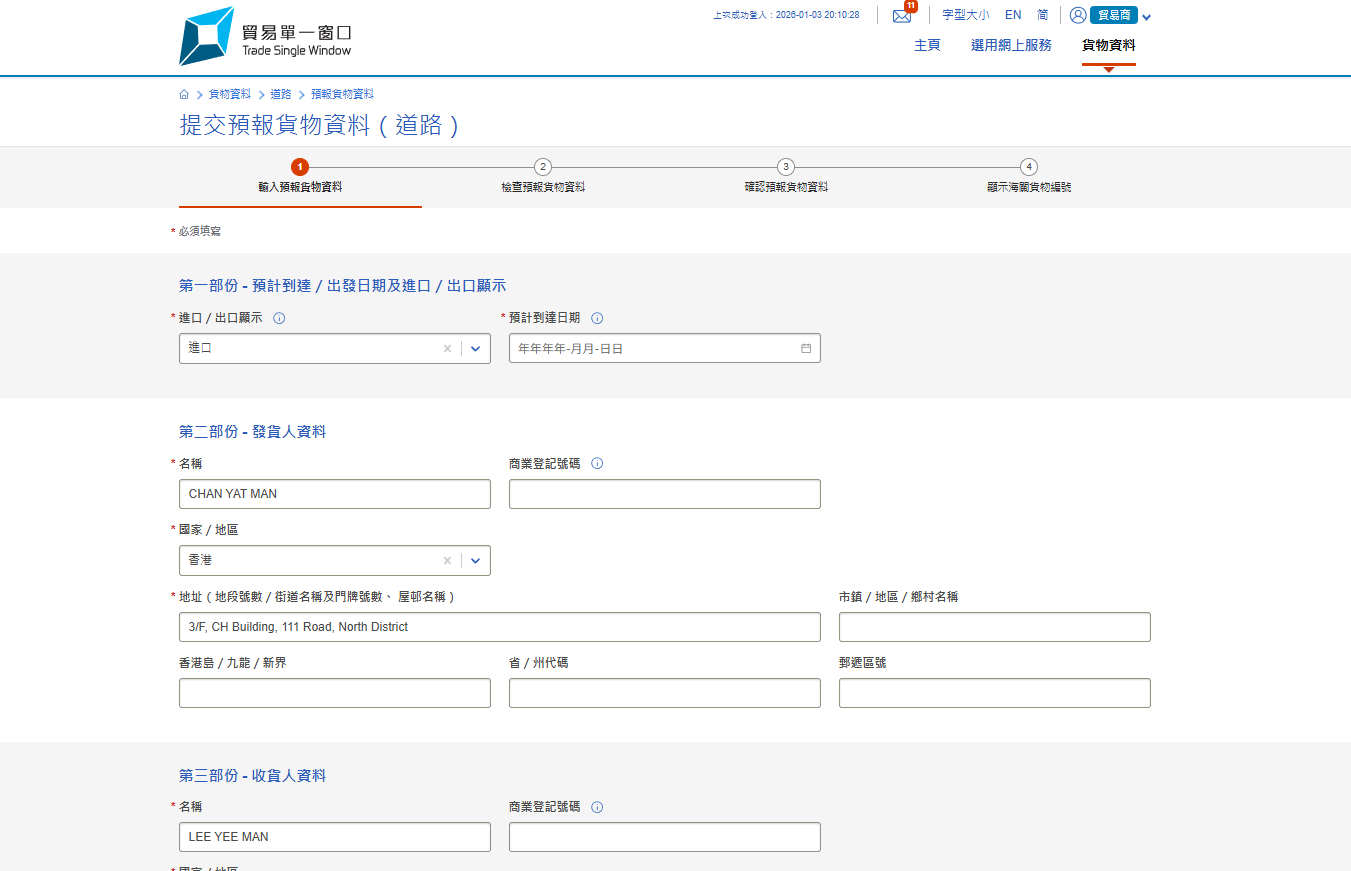 貿易單一窗口
Trade Single Window
上次成功登入：2026-01-03 20:10:28
11
字型大小
EN
简
貿易商
主頁
選用網上服務
貨物資料
貨物資料
道路
預報貨物資料
提交預報貨物資料 ( 道路 )
1
2
3
4
輸入預報貨物資料
檢查預報貨物資料
確認預報貨物資料
顯示海關貨物編號
* 必須填寫
第一部份 - 預計到達 / 出發日期及進口 / 出口顯示
* 進口 / 出口顯示
* 預計到達日期
進口
年年年年-月月-日日
第二部份 - 發貨人資料
* 名稱
商業登記號碼
CHAN YAT MAN
* 國家 / 地區
香港
* 地址 ( 地段號數 / 街道名稱及門牌號數、 屋邨名稱 )
市鎮 / 地區 / 鄉村名稱
3/F, CH Building, 111 Road, North District
香港島 / 九龍 / 新界
省 / 州代碼
郵遞區號
第三部份 - 收貨人資料
* 名稱
商業登記號碼
LEE YEE MAN
* 國家 / 地區